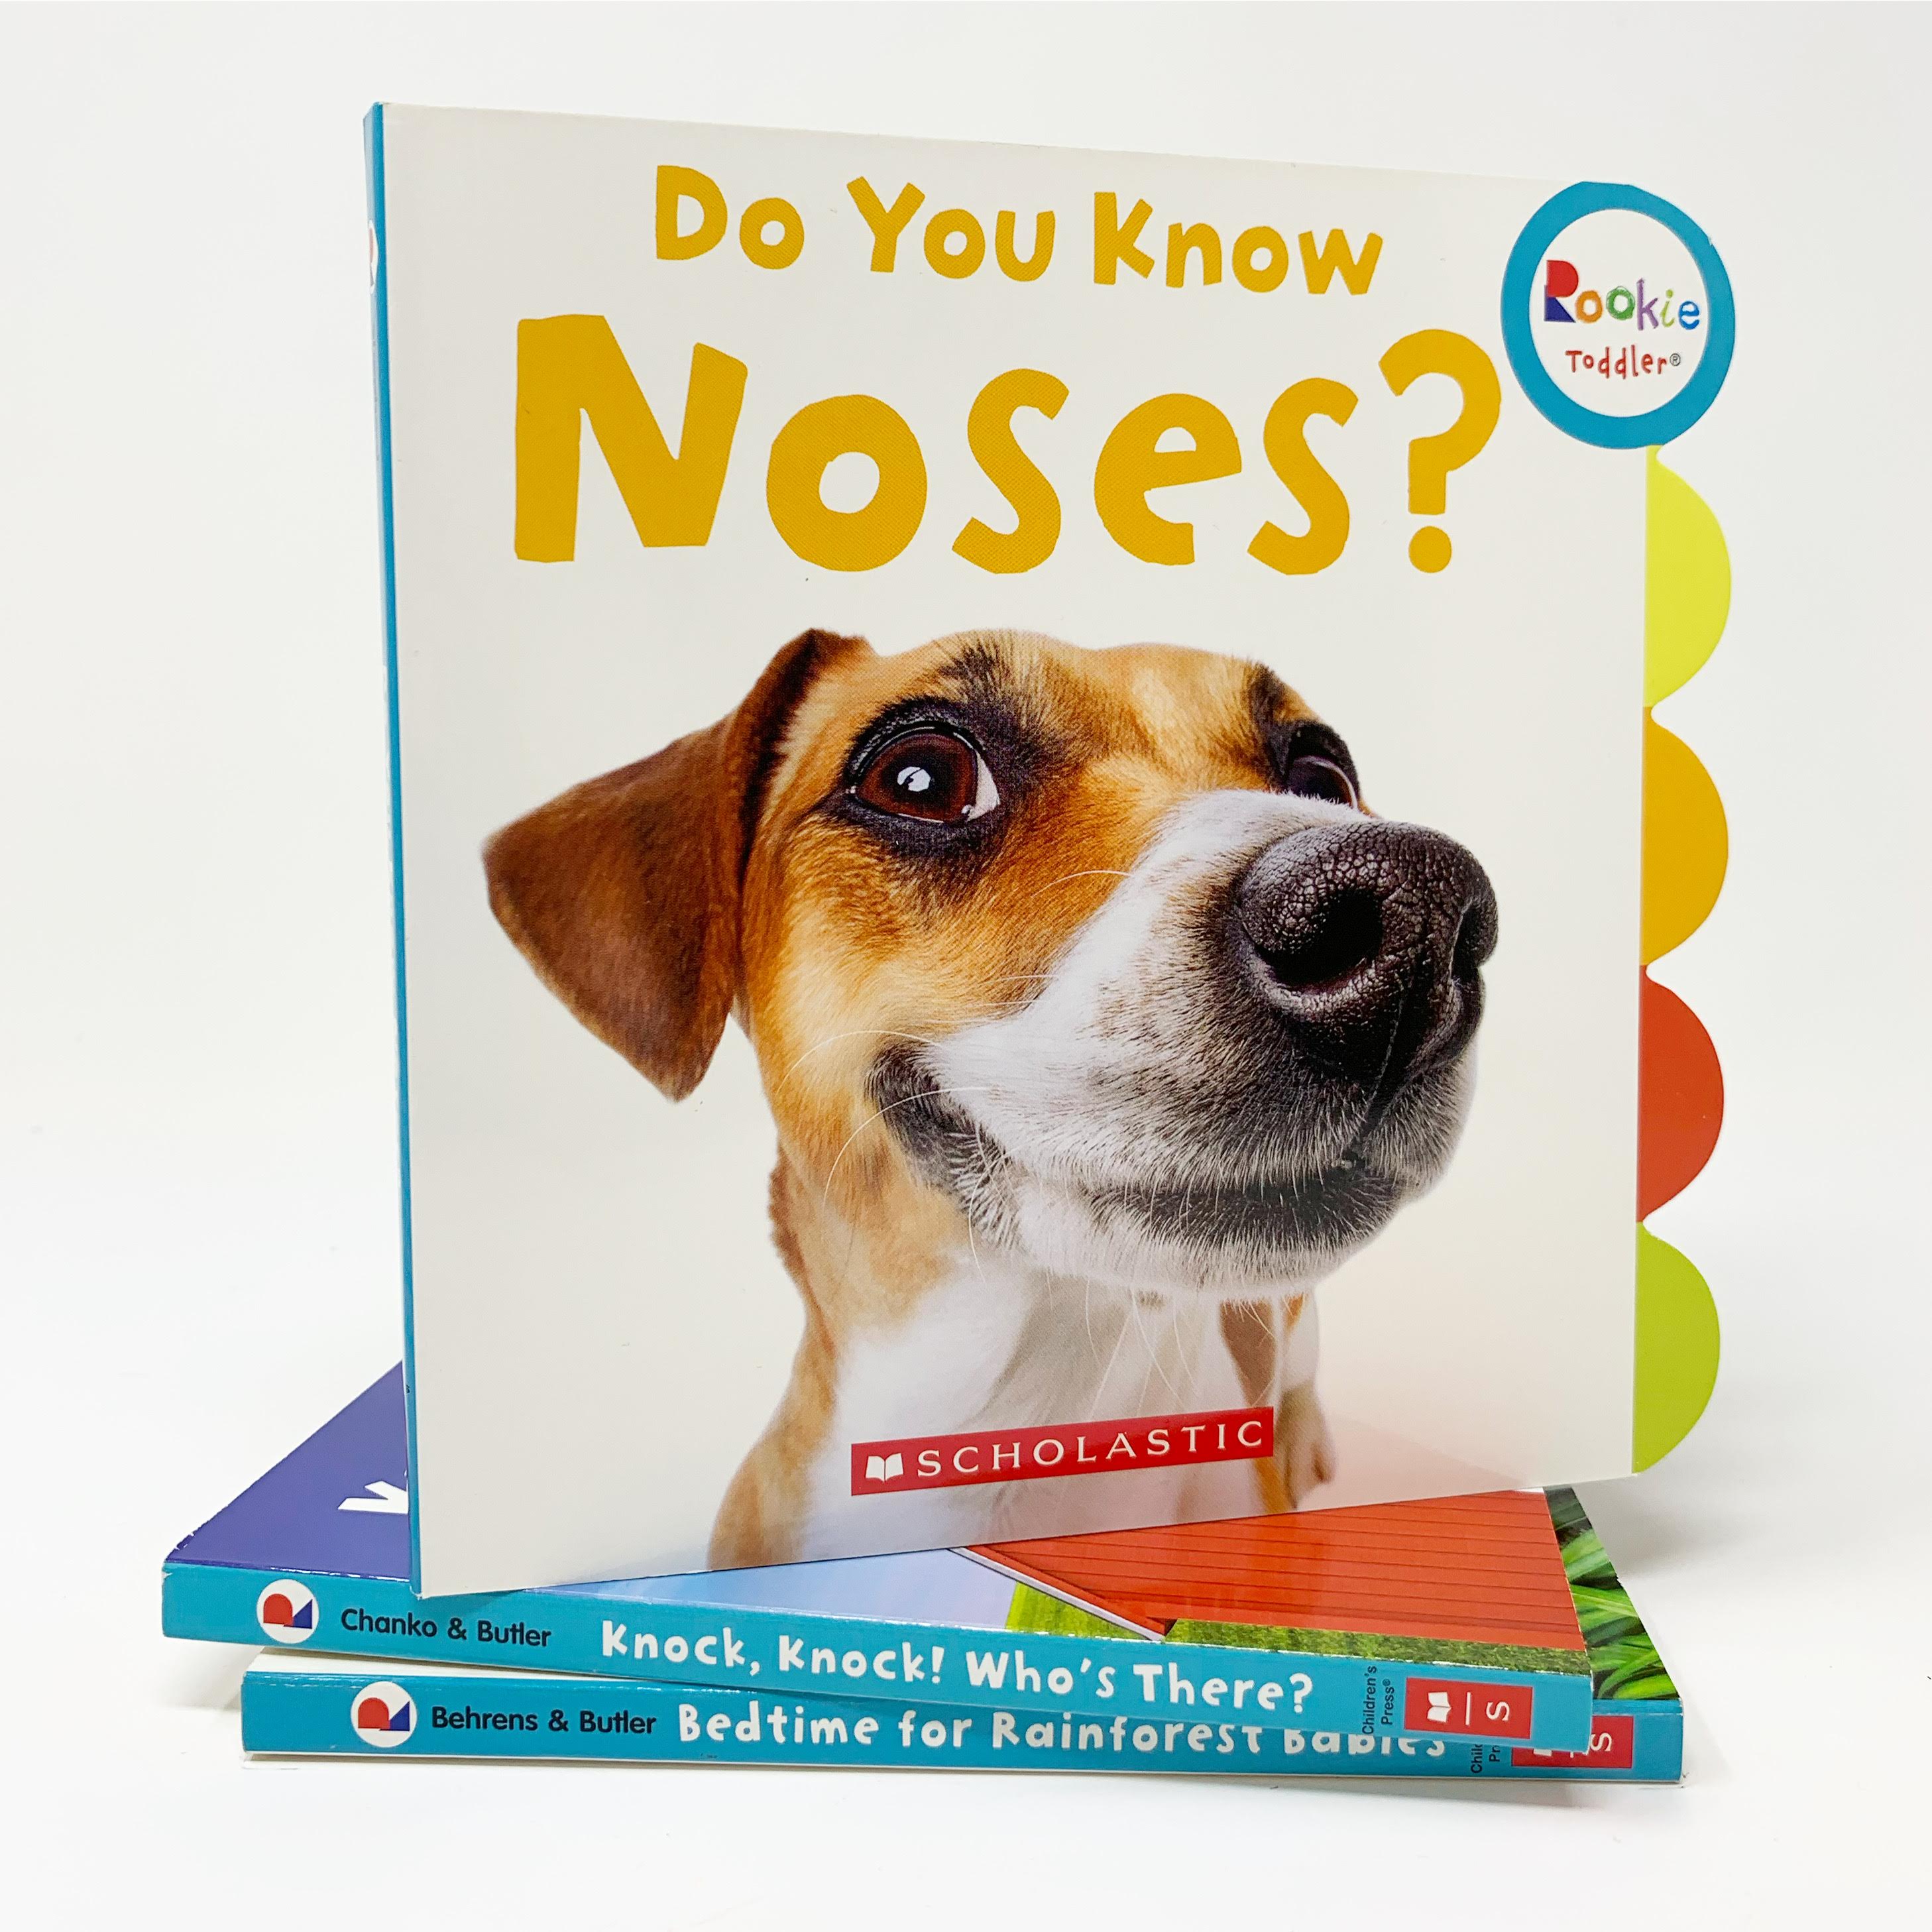 Do You Know
Noses?
Rookie
Toddler®
SCHOLASTIC
Chanko & Butler Knock, Knock! Who's There? Children's
Press®
S
Behrens & Butler Bedtime for Rainforest Babies
S